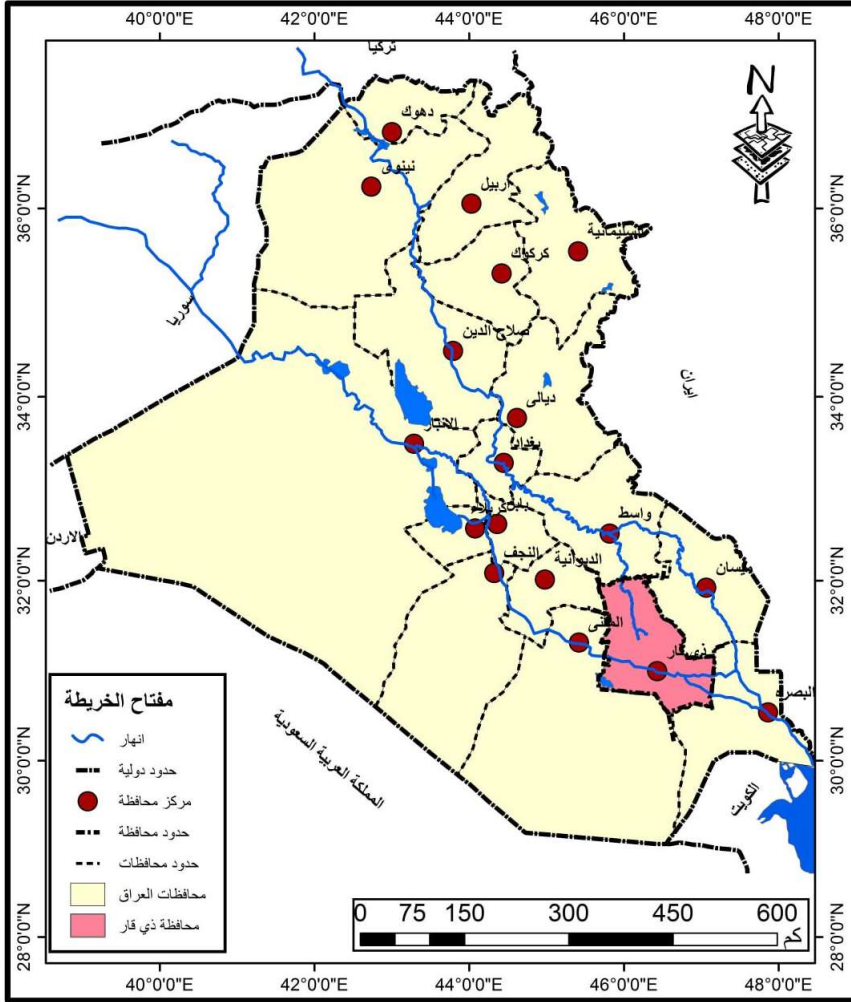 40°0'0"E 42°0'0"E 44°0'0"E 46°0'0"E 48°0'0"E
تركيا
N
دهوك
نينوى
اربيل
36°0'0"N
36°0'0"N
السليمانية
كركوك
سوريا
صلاح الدين
ايران
34°0'0"N
34°0'0"N
ديالى
الانبار
بغداد
واسط
بابل
كربلاء
الاردن
النجف
الديوانية
ميسان
32°0'0"N
32°0'0"N
المثنى
ذي قار
البصرة
المملكة العربية السعودية
الكويت
30°0'0"N
30°0'0"N
مفتاح الخريطة
انهار
حدود دولية
مركز محافظة
حدود محافظة
حدود محافظات
محافظات العراق
محافظة ذي قار
0 75 150 300 450 600
كم
28°0'0"N
28°0'0"N
40°0'0"E 42°0'0"E 44°0'0"E 46°0'0"E 48°0'0"E